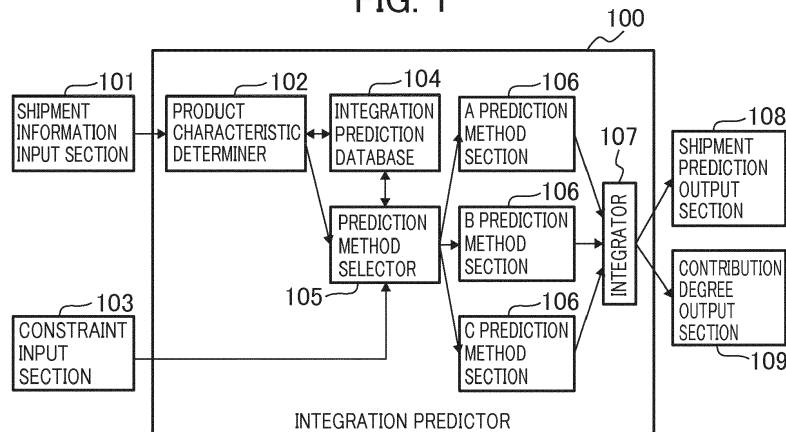 FIG. 1
100
101
SHIPMENT
INFORMATION
INPUT SECTION
102
PRODUCT
CHARACTERISTIC
DETERMINER
104
INTEGRATION
PREDICTION
DATABASE
106
A PREDICTION
METHOD
SECTION
107
INTEGRATOR
108
SHIPMENT
PREDICTION
OUTPUT
SECTION
PREDICTION
METHOD
SELECTOR
105
106
B PREDICTION
METHOD
SECTION
CONTRIBUTION
DEGREE
OUTPUT
SECTION
109
103
CONSTRAINT
INPUT
SECTION
106
C PREDICTION
METHOD
SECTION
INTEGRATION PREDICTOR